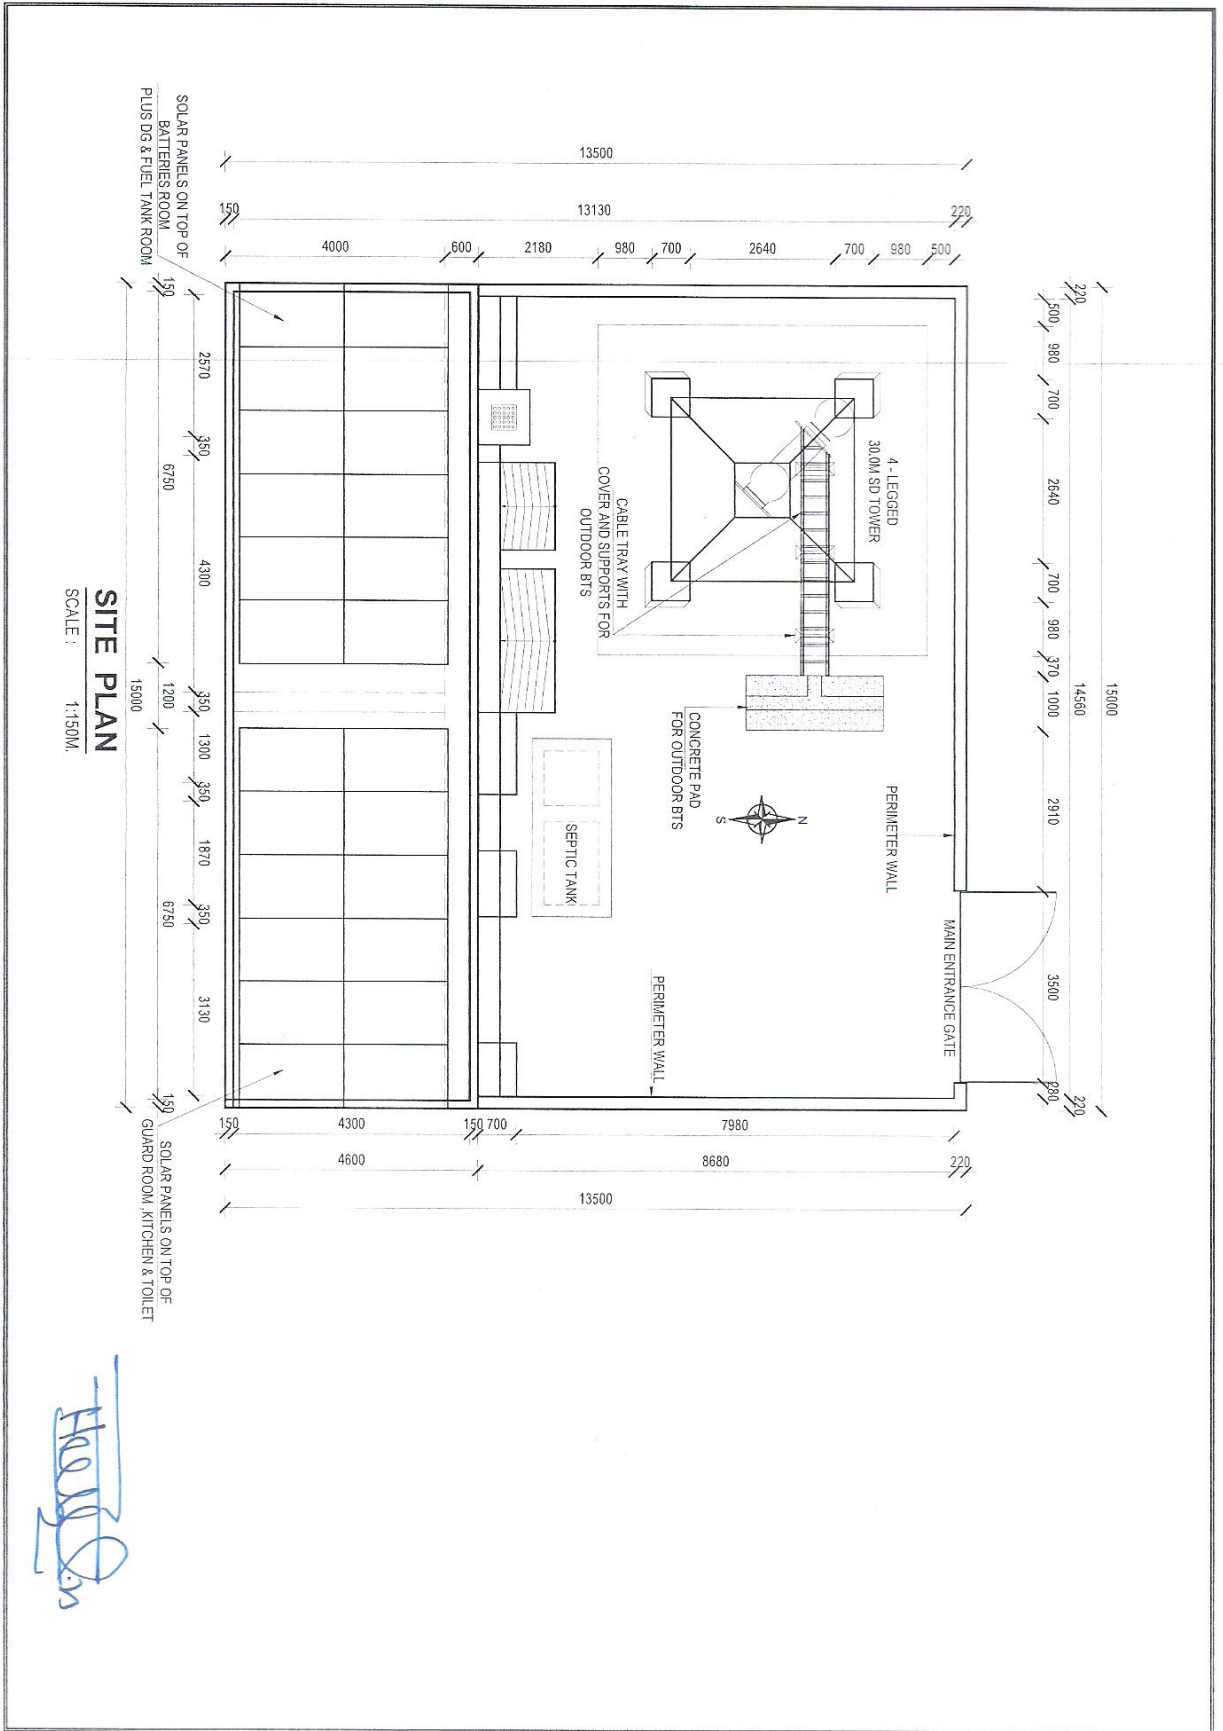 15000
220
14560
220
500
980
700
2640
700
980
370
1000
2910
3500
280
13500
220
13130
150
500
980
700
2640
700
980
2180
600
4000
4 - LEGGED
30.0M SD TOWER
CABLE TRAY WITH
COVER AND SUPPORTS FOR
OUTDOOR BTS
CONCRETE PAD
FOR OUTDOOR BTS
PERIMETER WALL
MAIN ENTRANCE GATE
N
S
SEPTIC TANK
PERIMETER WALL
7980
700
150
4300
150
220
8680
4600
13500
2570
350
4300
350
1300
350
1870
350
3130
150
6750
1200
6750
150
15000
SOLAR PANELS ON TOP OF
BATTERIES ROOM
PLUS DG & FUEL TANK ROOM
SOLAR PANELS ON TOP OF
GUARD ROOM ,KITCHEN & TOILET
SITE PLAN
SCALE : 1:150M.